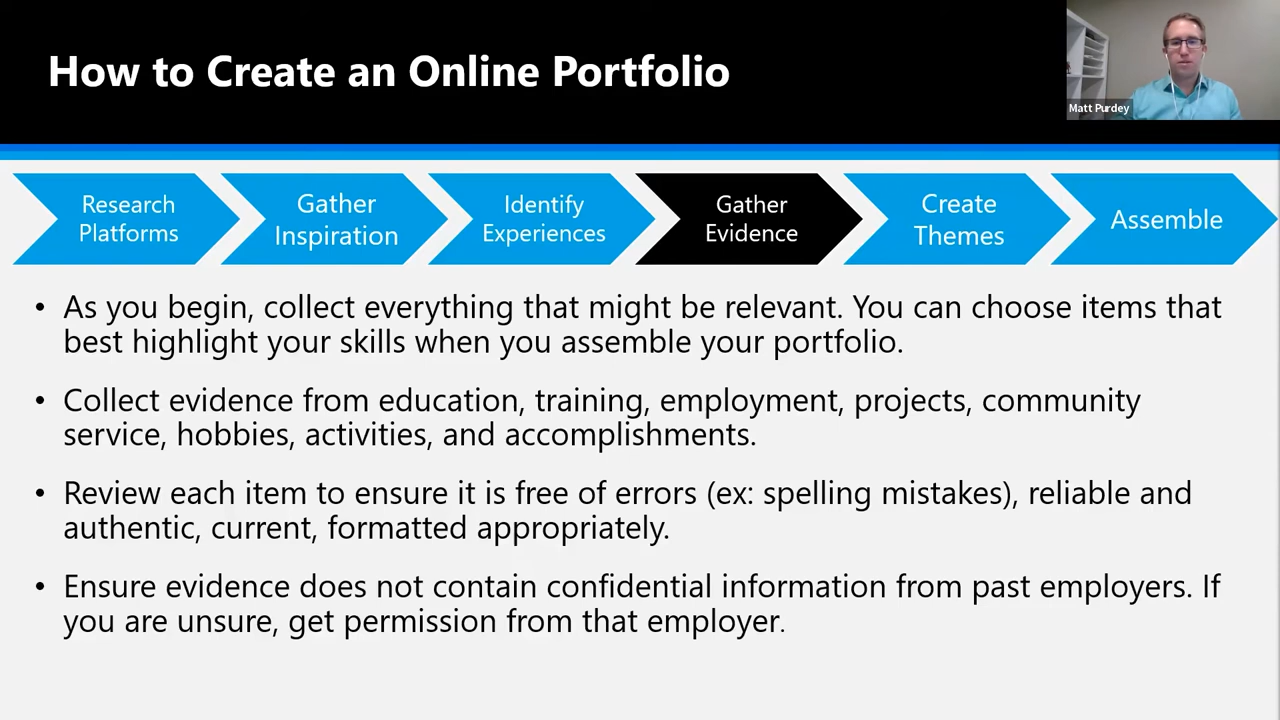 How to Create an Online Portfolio
Matt Purdey
Research
Platforms
Gather
Inspiration
Identify
Experiences
Gather
Evidence
Create
Themes
Assemble
• As you begin, collect everything that might be relevant. You can choose items that
best highlight your skills when you assemble your portfolio.
• Collect evidence from education, training, employment, projects, community
service, hobbies, activities, and accomplishments.
• Review each item to ensure it is free of errors (ex: spelling mistakes), reliable and
authentic, current, formatted appropriately.
• Ensure evidence does not contain confidential information from past employers. If
you are unsure, get permission from that employer.